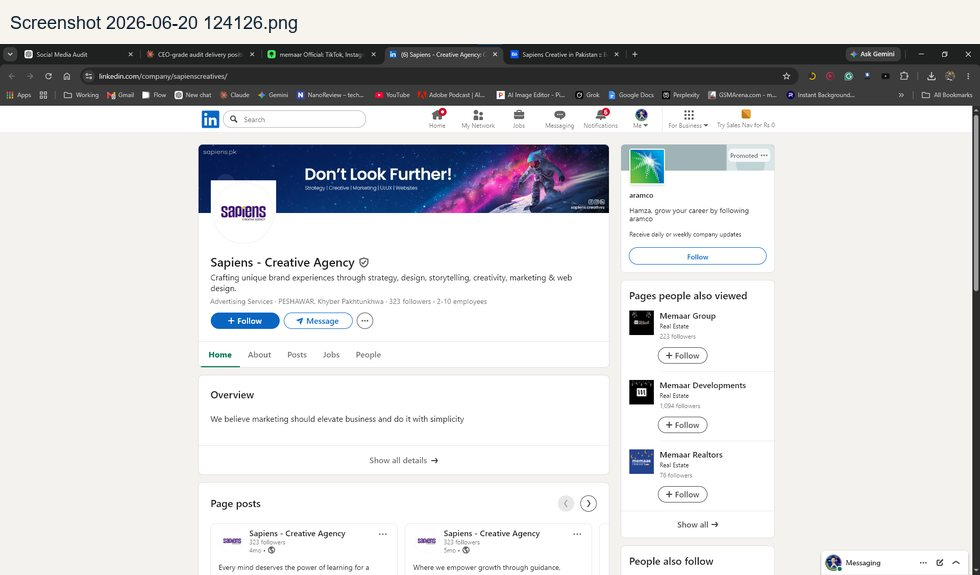 Screenshot 2026-06-20 124126.png
Social Media Audit
CEO-grade audit delivery posi
memaar Official: TikTok, Instag
(6) Sapiens - Creative Agency: C
Sapiens Creative in Pakistan ::
Ask Gemini
linkedin.com/company/sapienscreatives/
Apps
Working
Gmail
Flow
New chat
Claude
Gemini
NanoReview – tech...
YouTube
Adobe Podcast | AI...
AI Image Editor - Pi...
Grok
Google Docs
Perplexity
GSMArena.com - m...
Instant Background...
All Bookmarks
Search
Home
My Network
Jobs
Messaging
Notifications
Me
For Business
Try Sales Nav for Rs 0
sapiens.pk
Don't Look Further!
Strategy | Creative | Marketing | UI,UX | Websites
sapiens.creatives
sapiens
CREATIVE AGENCY
Sapiens - Creative Agency
Crafting unique brand experiences through strategy, design, storytelling, creativity, marketing & web
design.
Advertising Services · PESHAWAR, Khyber Pakhtunkhwa · 323 followers · 2-10 employees
+ Follow
Message
Home
About
Posts
Jobs
People
Overview
We believe marketing should elevate business and do it with simplicity
Show all details →
Page posts
sapiens
Sapiens - Creative Agency
323 followers
4mo •
Every mind deserves the power of learning for a
sapiens
Sapiens - Creative Agency
323 followers
5mo •
Where we empower growth through guidance.
Promoted
aramco
Hamza, grow your career by following
aramco
Receive daily or weekly company updates
Follow
Pages people also viewed
Memaar Group
Real Estate
223 followers
+ Follow
Memaar Developments
Real Estate
1,094 followers
+ Follow
memaar
Memaar Realtors
Real Estate
76 followers
+ Follow
Show all →
People also follow
Messaging